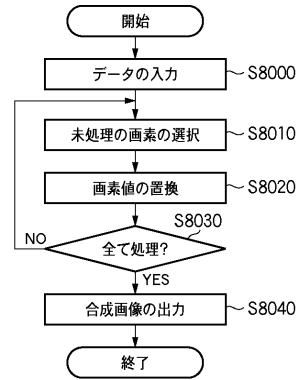 開始
データの入力 S8000
未処理の画素の選択 S8010
画素値の置換 S8020
S8030
全て処理?
NO
YES
合成画像の出力 S8040
終了